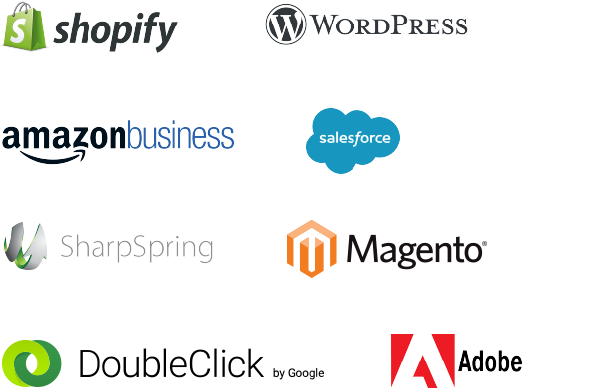 shopify
WORDPRESS
amazonbusiness
salesforce
SharpSpring
Magento®
DoubleClick by Google
Adobe